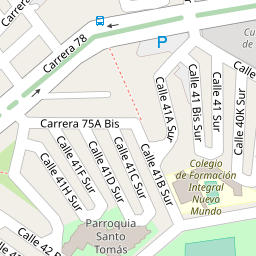 Carrera
Carrera 78
P
Cu
Calle 41A Sur
Calle 41 Bis Sur
Calle 41 Sur
Calle 40K Sur
Carrera 75A Bis
Calle 41H Sur
Calle 41F Sur
Calle 41D Sur
Calle 41C Sur
Calle 41B Sur
Colegio
de Formación
Integral
Nuevo
Mundo
Parroquia
Santo
Tomás
Calle 42